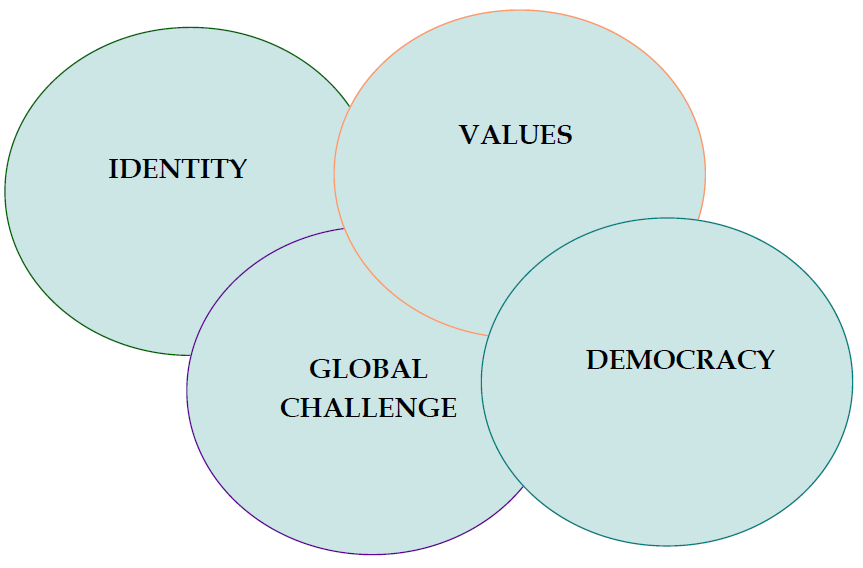 IDENTITY
VALUES
GLOBAL
CHALLENGE
DEMOCRACY